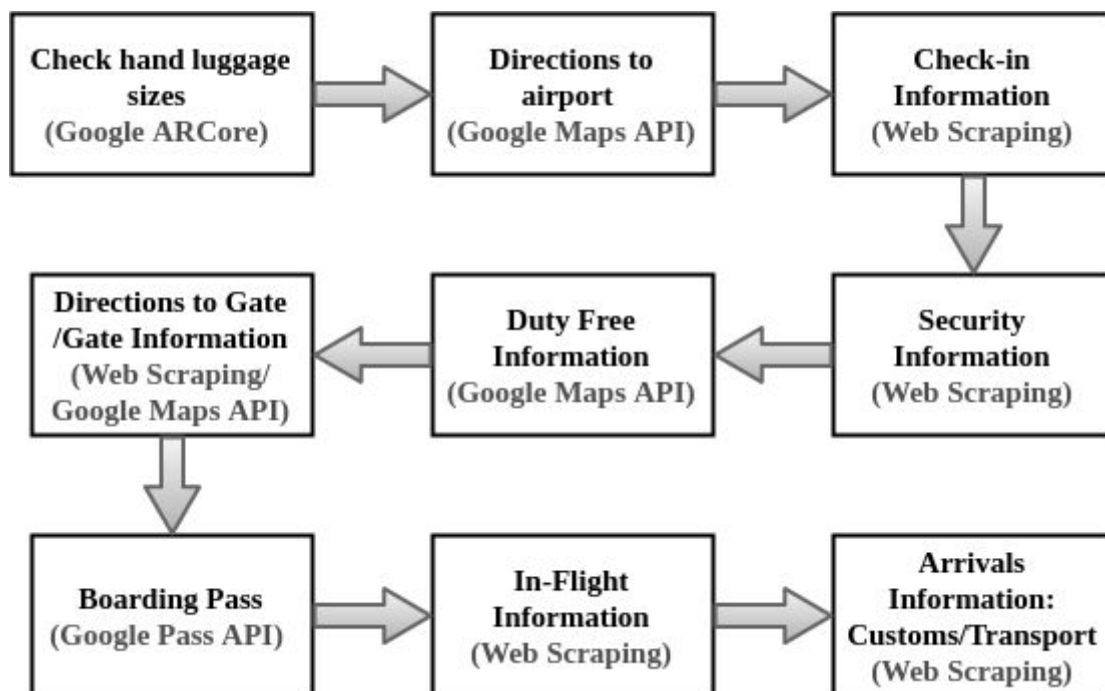 Check hand luggage
sizes
(Google ARCore)
Directions to
airport
(Google Maps API)
Check-in
Information
(Web Scraping)
Security
Information
(Web Scraping)
Duty Free
Information
(Google Maps API)
Directions to Gate
/Gate Information
(Web Scraping/
Google Maps API)
Boarding Pass
(Google Pass API)
In-Flight
Information
(Web Scraping)
Arrivals
Information:
Customs/Transport
(Web Scraping)